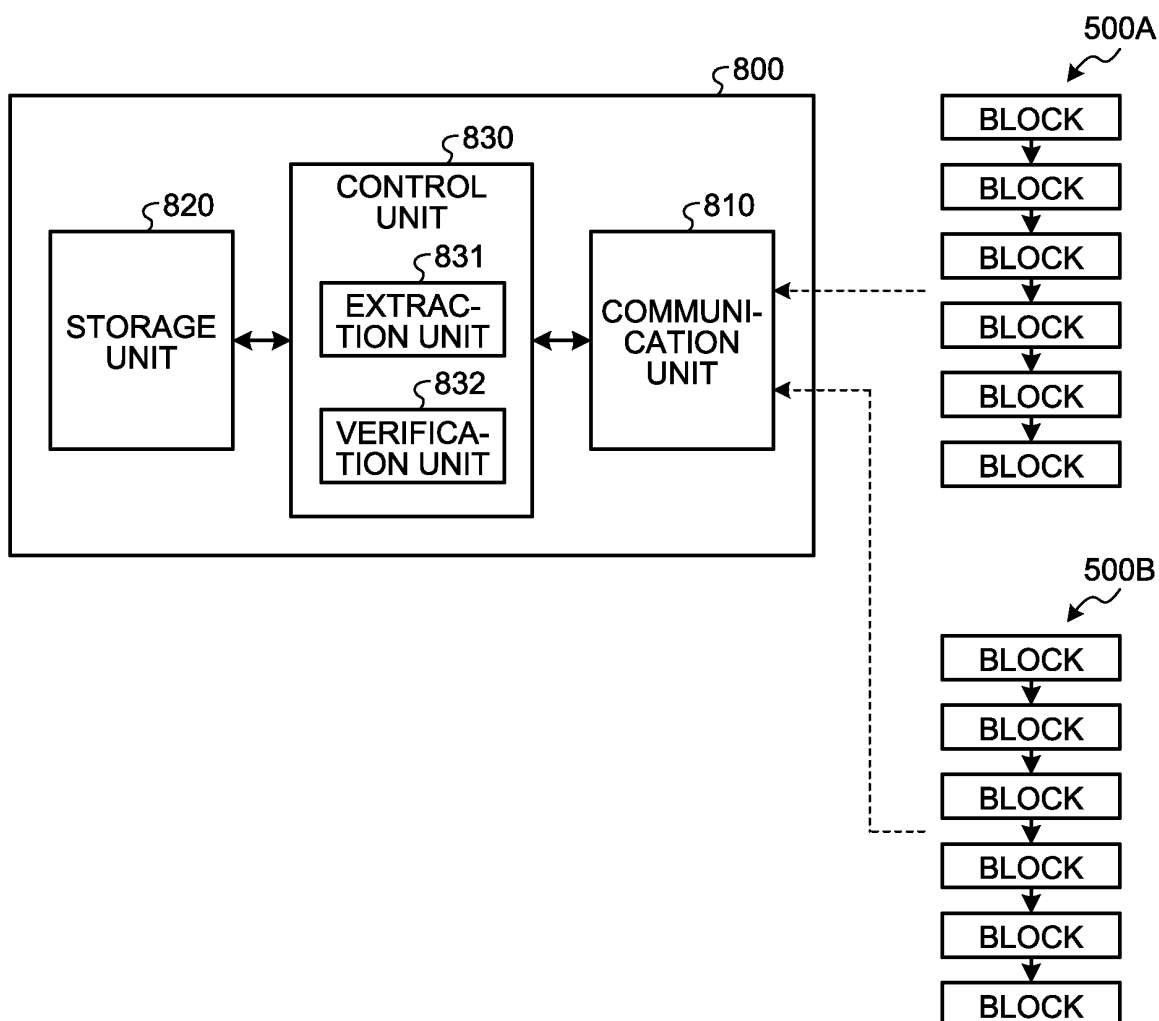 500A
800
BLOCK
830
BLOCK
CONTROL
UNIT
820
810
BLOCK
831
STORAGE
UNIT
EXTRAC-
TION UNIT
COMMUNI-
CATION
UNIT
BLOCK
832
VERIFICA-
TION UNIT
BLOCK
BLOCK
500B
BLOCK
BLOCK
BLOCK
BLOCK
BLOCK
BLOCK